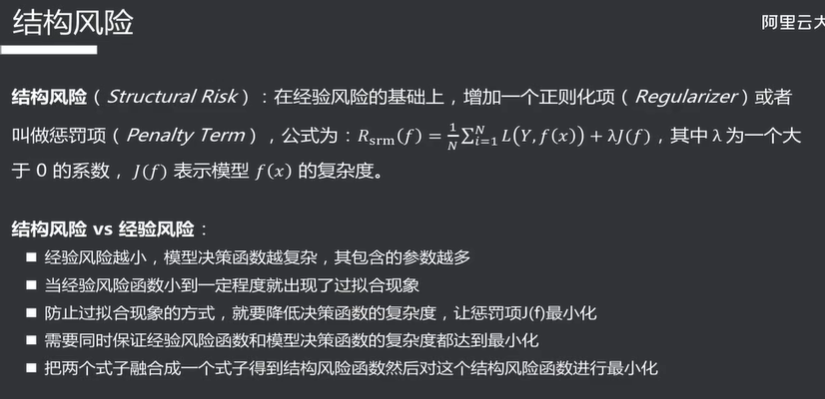 结构风险
阿里云大
结构风险（Structural Risk）：在经验风险的基础上，增加一个正则化项（Regularizer）或者
叫做惩罚项（Penalty Term），公式为：R_srm(f) = 1/N ∑_{i=1}^{N} L(Y, f(x)) + λJ(f)，其中 λ 为一个大
于 0 的系数， J(f) 表示模型 f(x) 的复杂度。
结构风险 vs 经验风险：
■ 经验风险越小，模型决策函数越复杂，其包含的参数越多
■ 当经验风险函数小到一定程度就出现了过拟合现象
■ 防止过拟合现象的方式，就要降低决策函数的复杂度，让惩罚项J(f)最小化
■ 需要同时保证经验风险函数和模型决策函数的复杂度都达到最小化
■ 把两个式子融合成一个式子得到结构风险函数然后对这个结构风险函数进行最小化